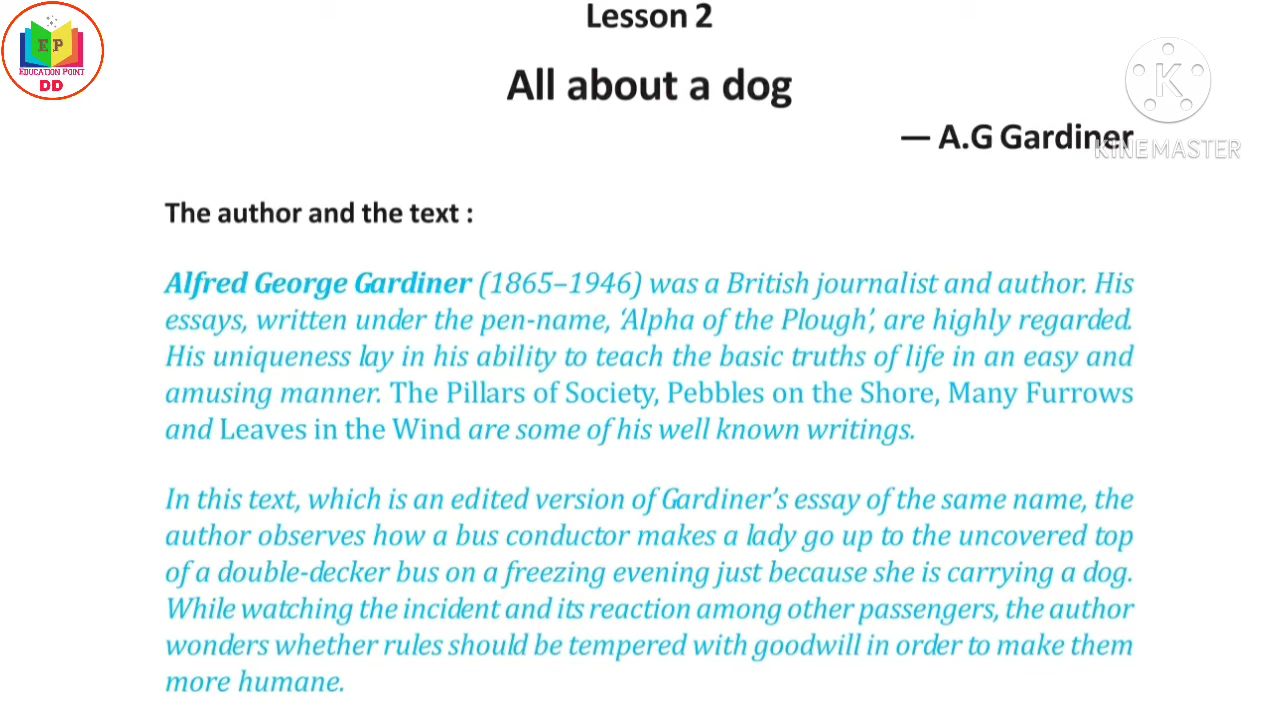 Lesson 2
EP
EDUCATION POINT
DD
All about a dog
K
— A.G Gardiner
KINEMASTER
The author and the text :
Alfred George Gardiner (1865–1946) was a British journalist and author. His
essays, written under the pen-name, ‘Alpha of the Plough’, are highly regarded.
His uniqueness lay in his ability to teach the basic truths of life in an easy and
amusing manner. The Pillars of Society, Pebbles on the Shore, Many Furrows
and Leaves in the Wind are some of his well known writings.
In this text, which is an edited version of Gardiner’s essay of the same name, the
author observes how a bus conductor makes a lady go up to the uncovered top
of a double-decker bus on a freezing evening just because she is carrying a dog.
While watching the incident and its reaction among other passengers, the author
wonders whether rules should be tempered with goodwill in order to make them
more humane.